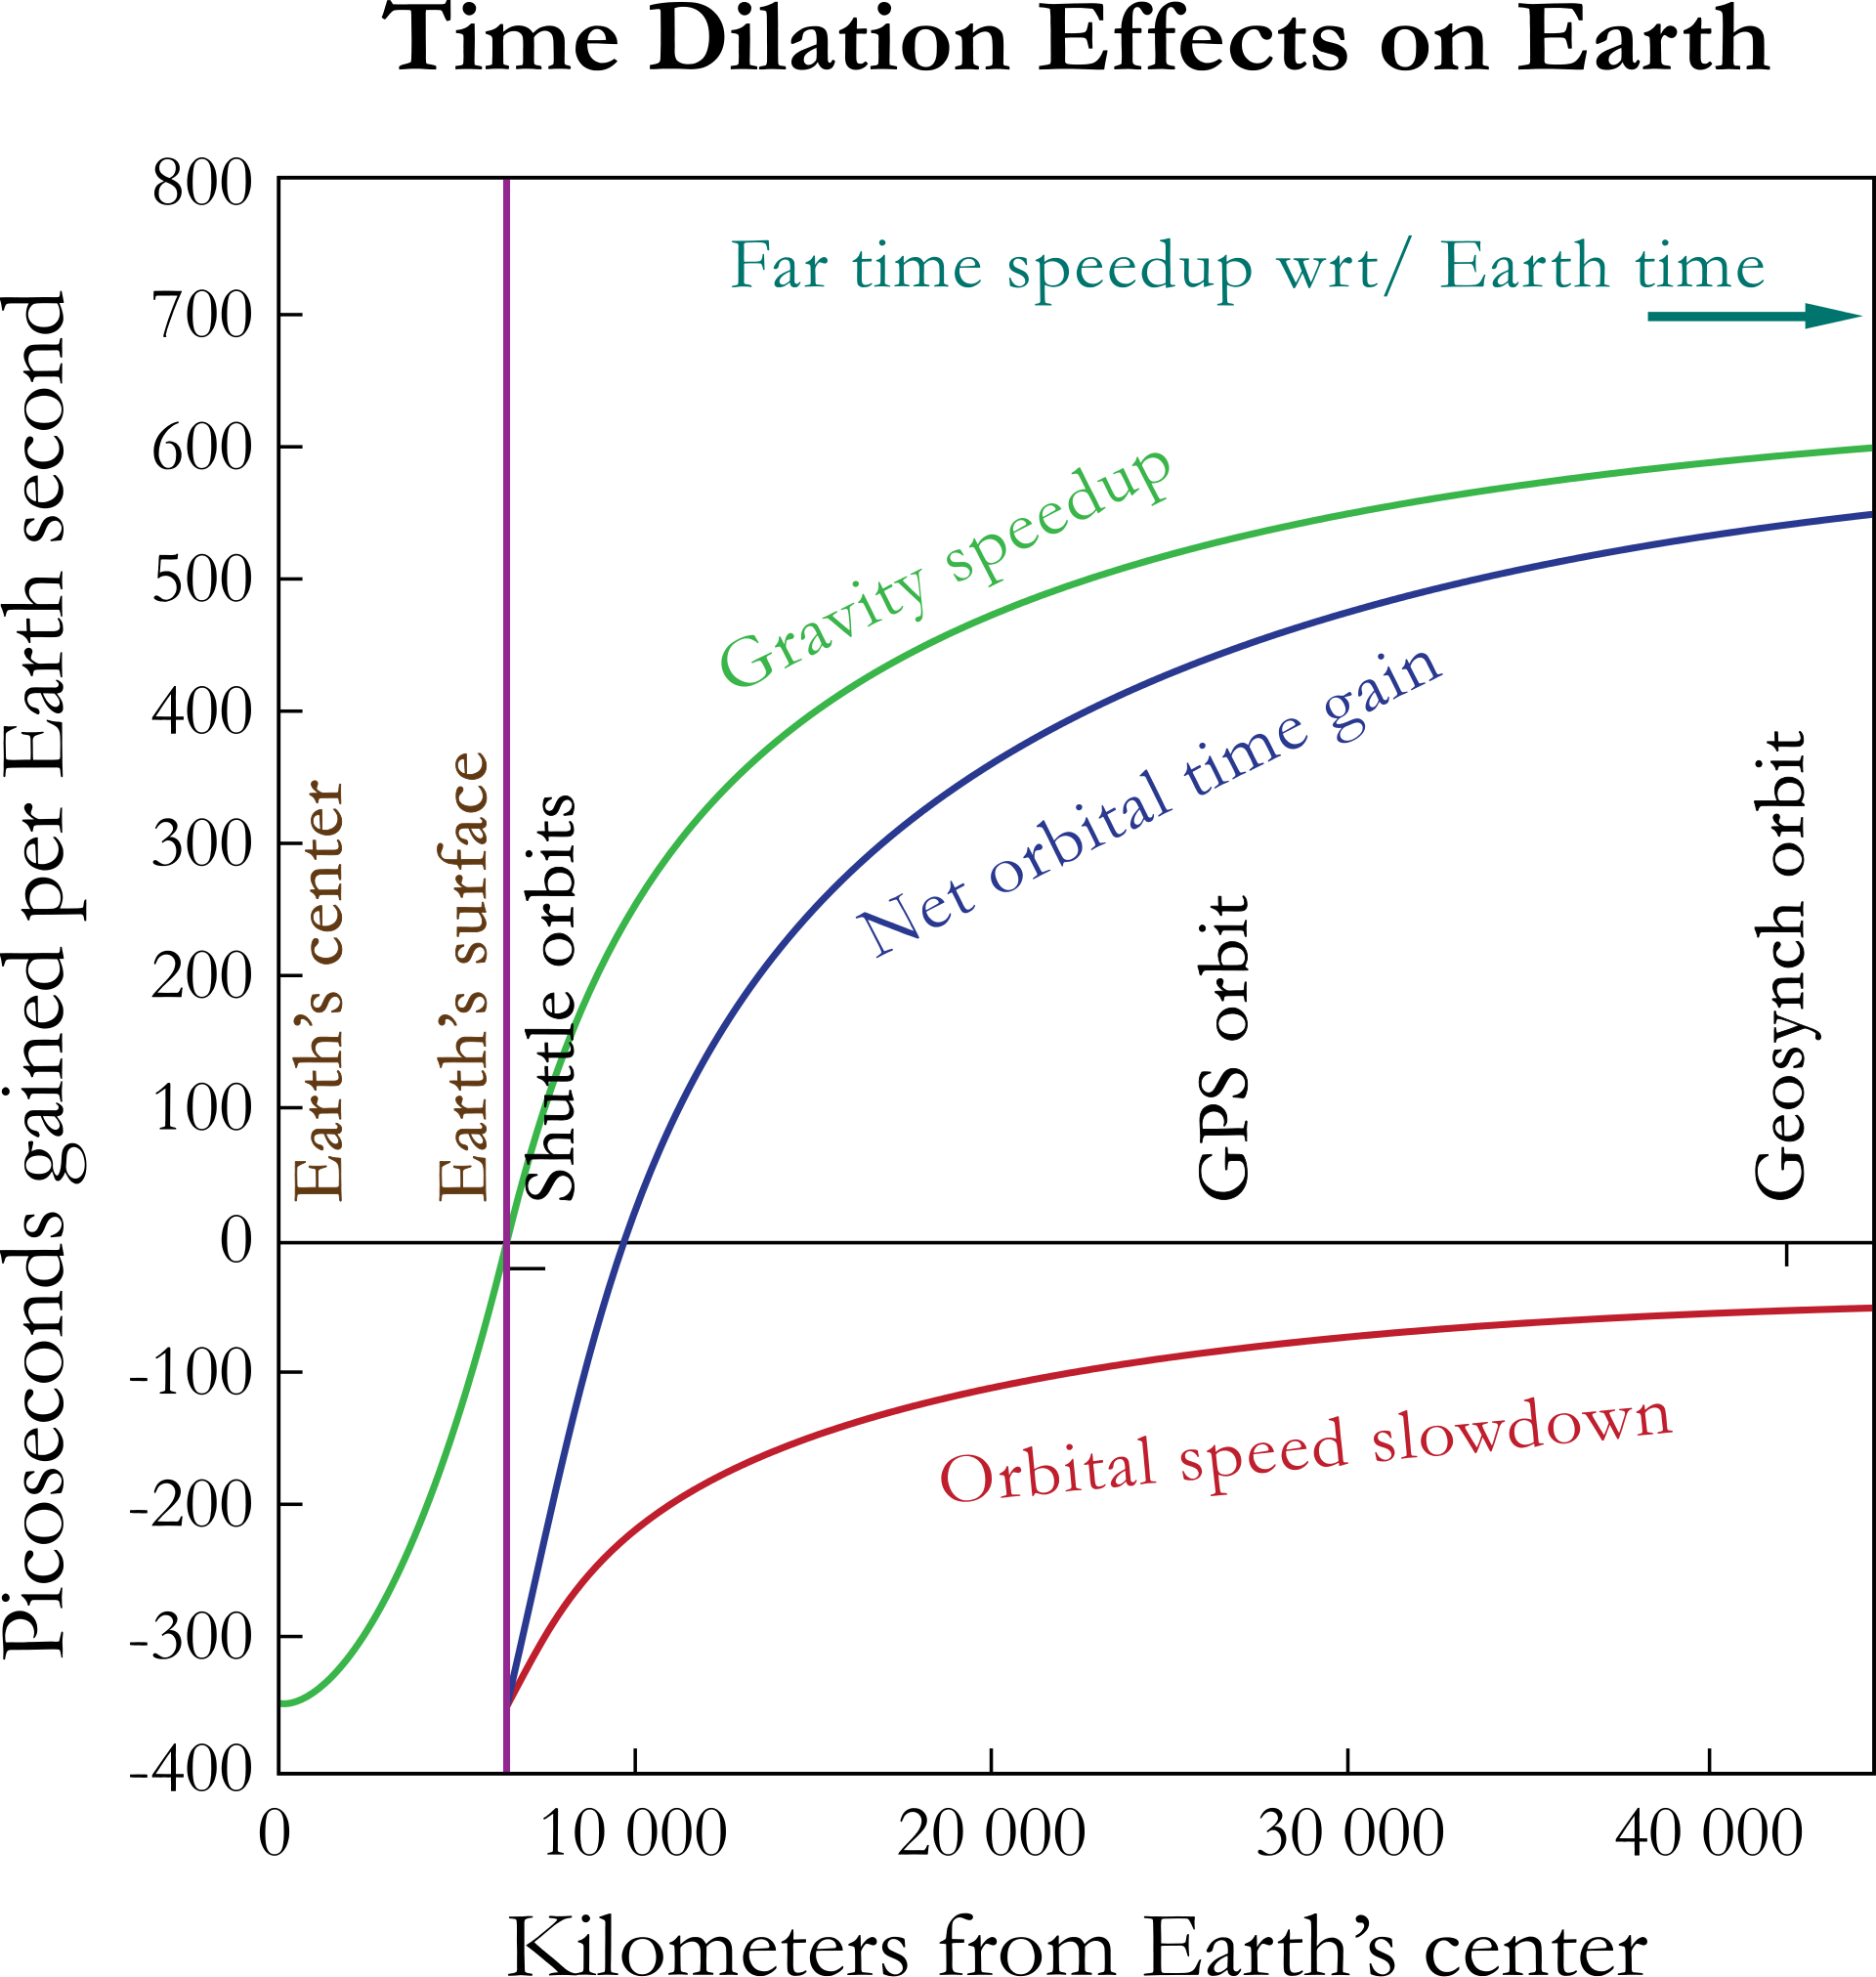 Time Dilation Effects on Earth
Picoseconds gained per Earth second
800
700
600
500
400
300
200
100
0
-100
-200
-300
-400
Far time speedup wrt/ Earth time
Gravity speedup
Net orbital time gain
Orbital speed slowdown
Earth’s center
Earth’s surface
Shuttle orbits
GPS orbit
Geosynch orbit
0
10 000
20 000
30 000
40 000
Kilometers from Earth’s center